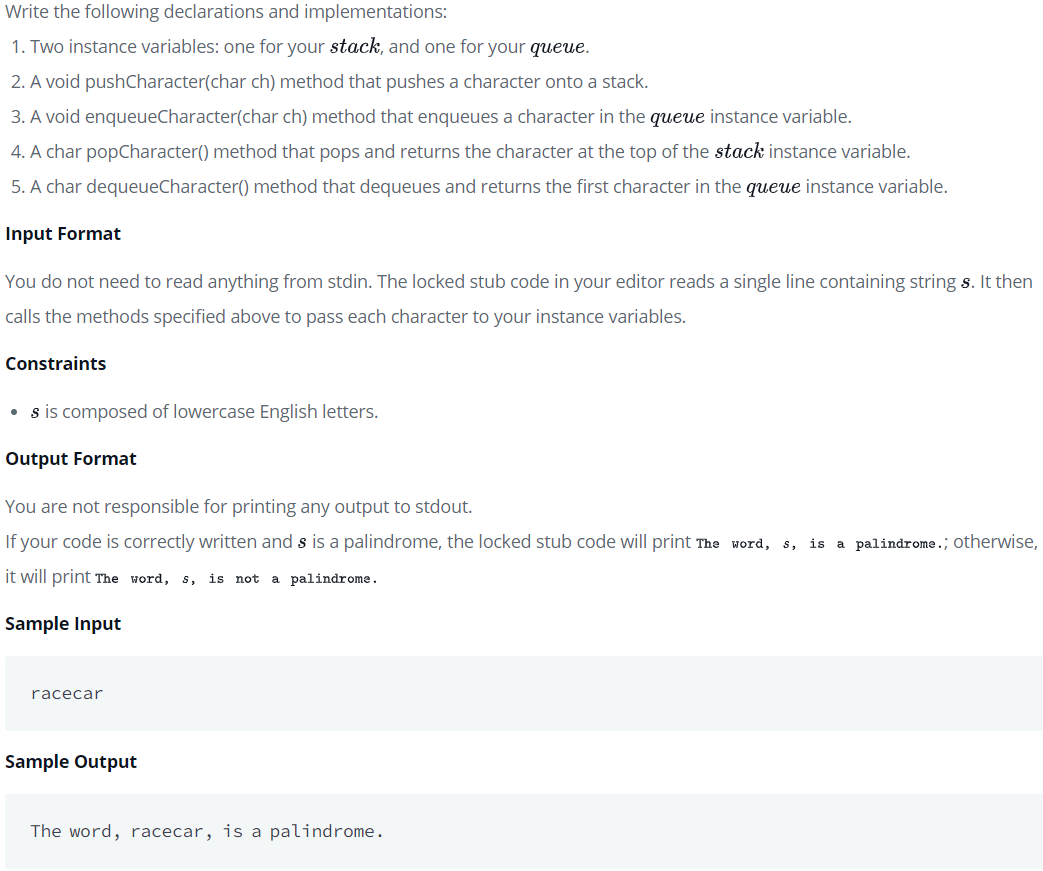 Write the following declarations and implementations:
1. Two instance variables: one for your stack, and one for your queue.
2. A void pushCharacter(char ch) method that pushes a character onto a stack.
3. A void enqueueCharacter(char ch) method that enqueues a character in the queue instance variable.
4. A char popCharacter() method that pops and returns the character at the top of the stack instance variable.
5. A char dequeueCharacter() method that dequeues and returns the first character in the queue instance variable.
Input Format
You do not need to read anything from stdin. The locked stub code in your editor reads a single line containing string s. It then
calls the methods specified above to pass each character to your instance variables.
Constraints
• s is composed of lowercase English letters.
Output Format
You are not responsible for printing any output to stdout.
If your code is correctly written and s is a palindrome, the locked stub code will print The word, s, is a palindrome.; otherwise,
it will print The word, s, is not a palindrome.
Sample Input
racecar
Sample Output
The word, racecar, is a palindrome.